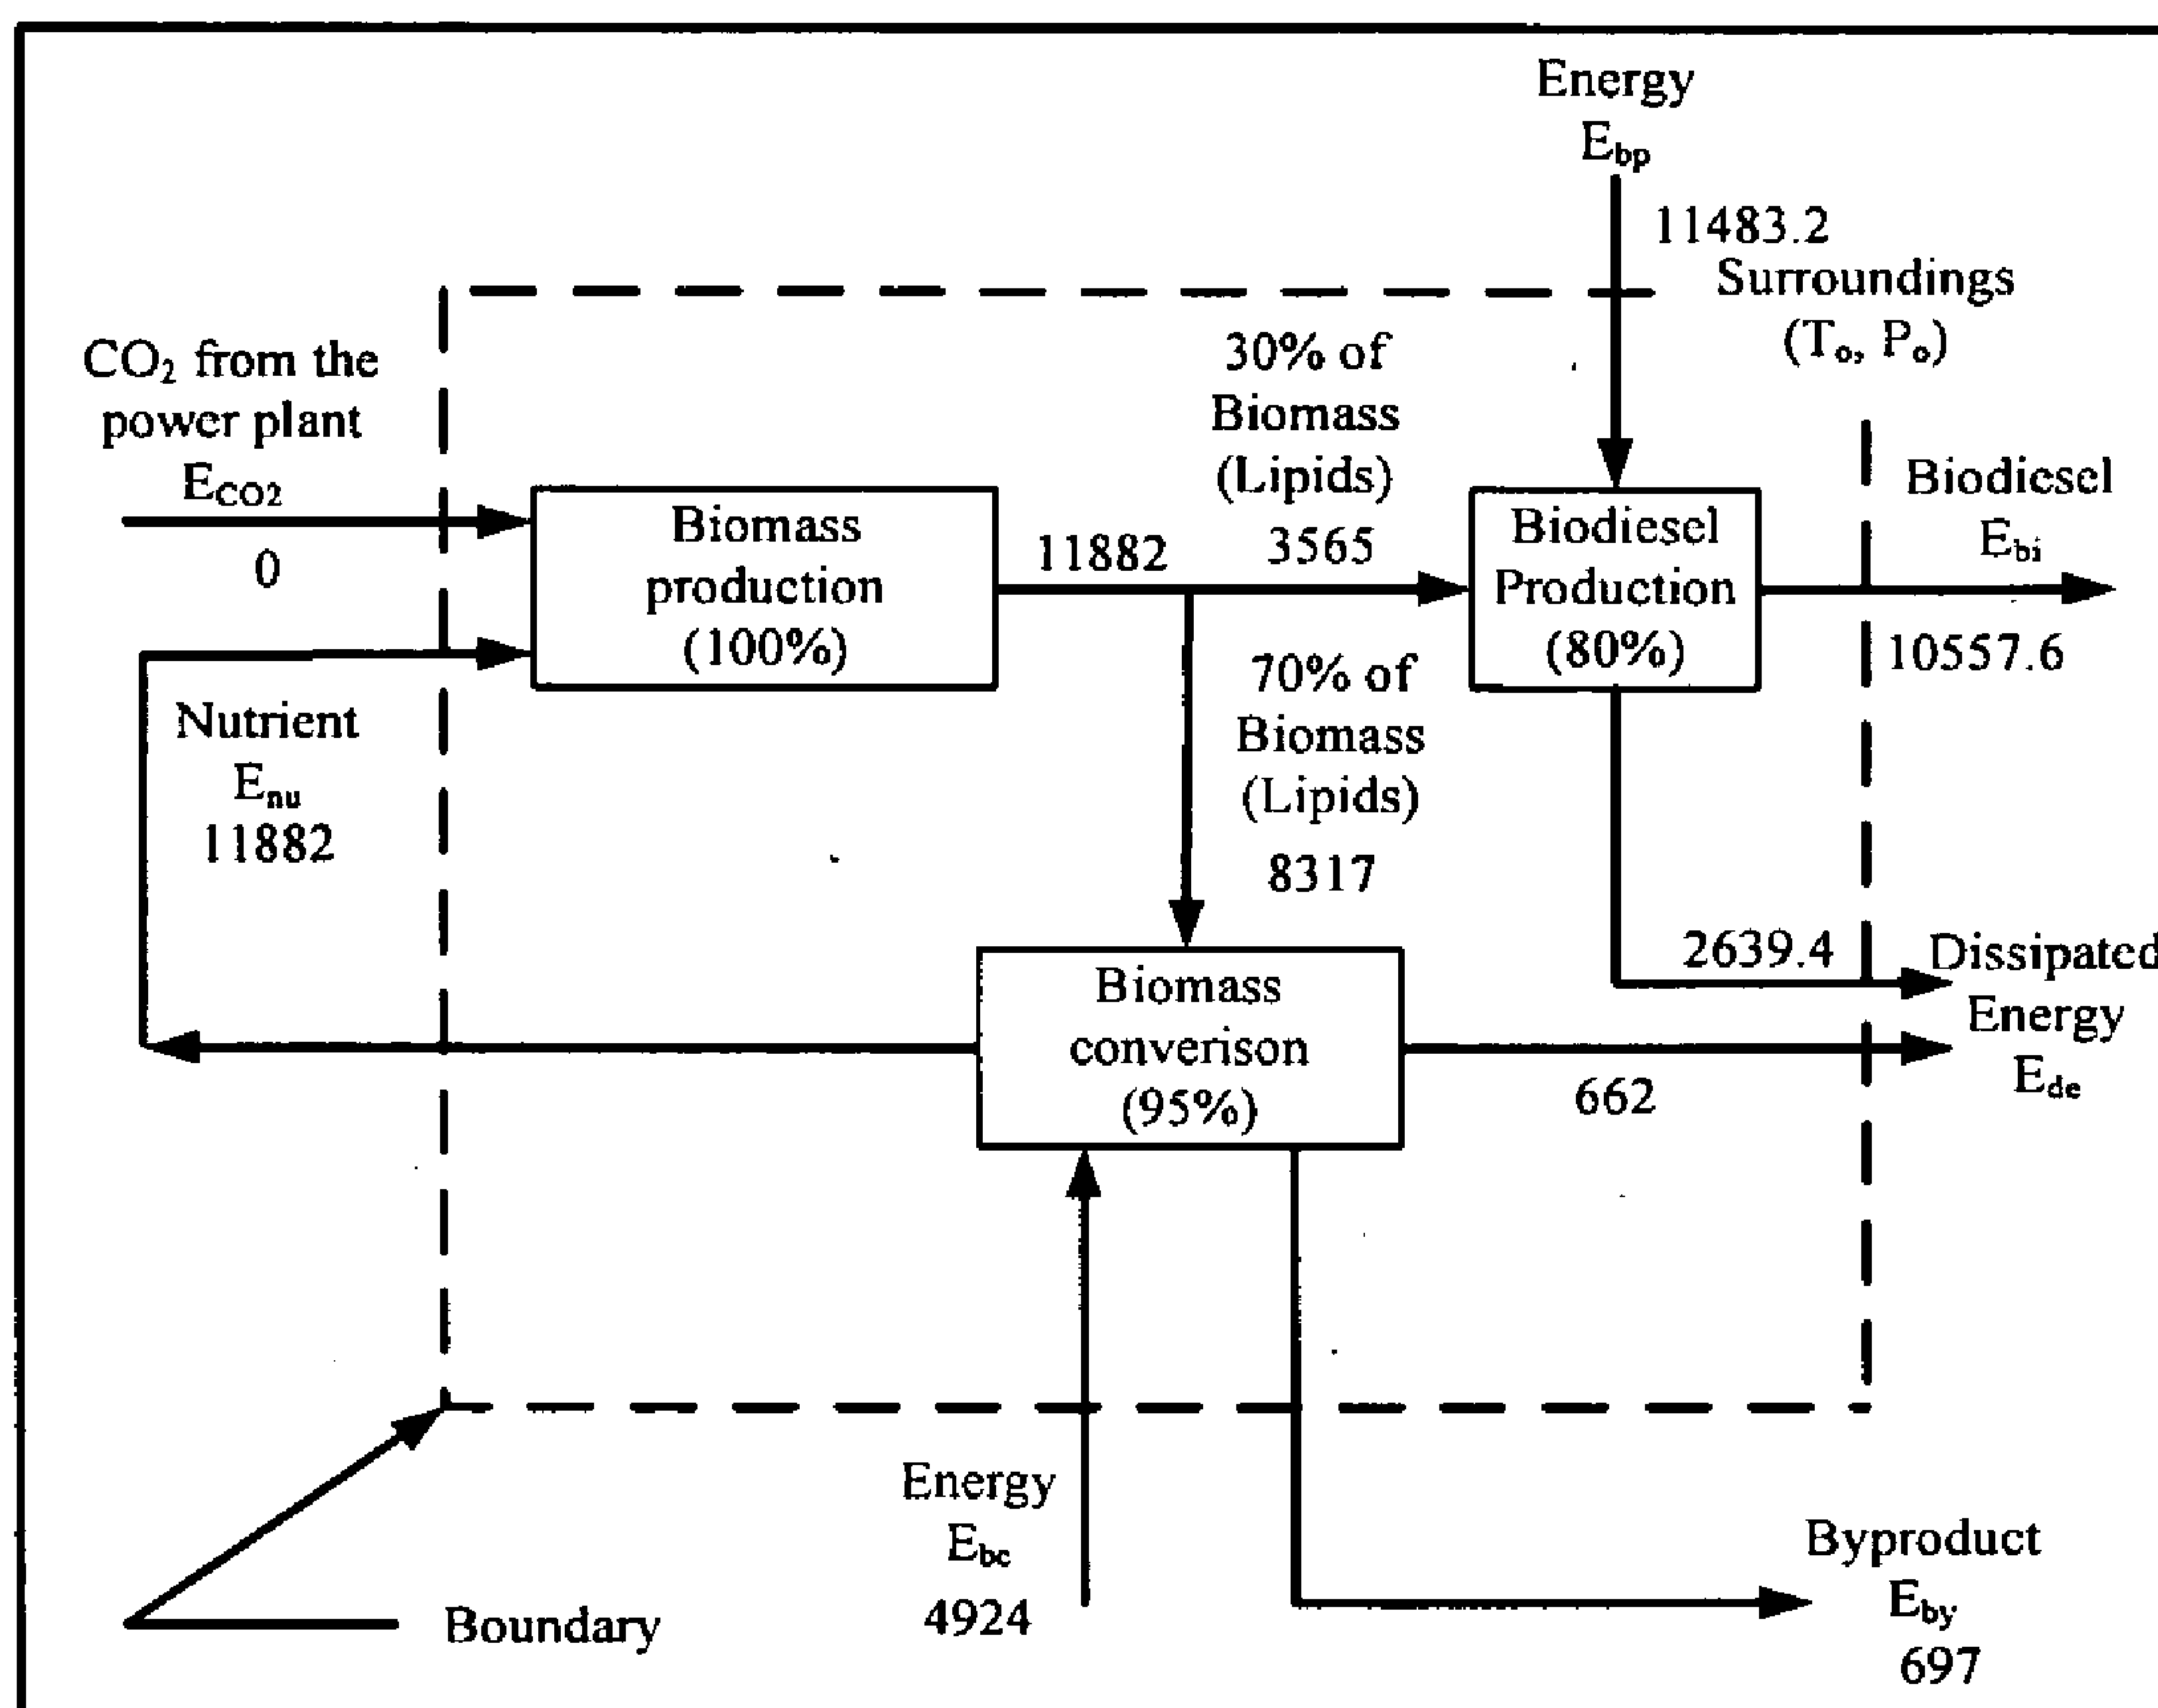 Energy
E_bp
11483.2
Surroundings
(T_o, P_o)
CO₂ from the
power plant
E_CO2
0
30% of
Biomass
(Lipids)
3565
Biomass
production
(100%)
11882
Biodiesel
Production
(80%)
Biodiesel
E_bi
10557.6
Nutrient
E_nu
11882
70% of
Biomass
(Lipids)
8317
2639.4
Dissipated
Energy
E_de
Biomass
converison
(95%)
662
Energy
E_bc
4924
Boundary
Byproduct
E_by
697